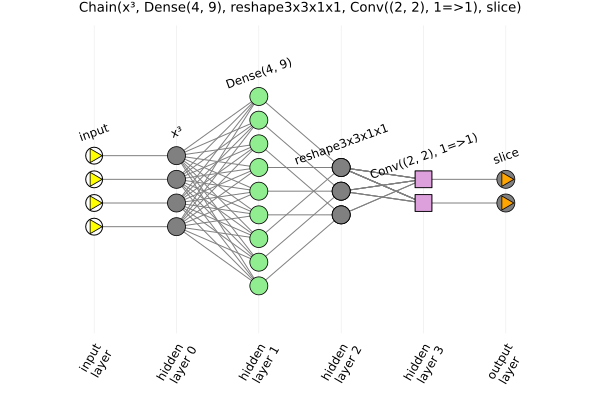 Chain(x³, Dense(4, 9), reshape3x3x1x1, Conv((2, 2), 1=>1), slice)
Dense(4, 9)
input
x³
reshape3x3x1x1
Conv((2, 2), 1=>1)
slice
input
layer
hidden
layer 0
hidden
layer 1
hidden
layer 2
hidden
layer 3
output
layer